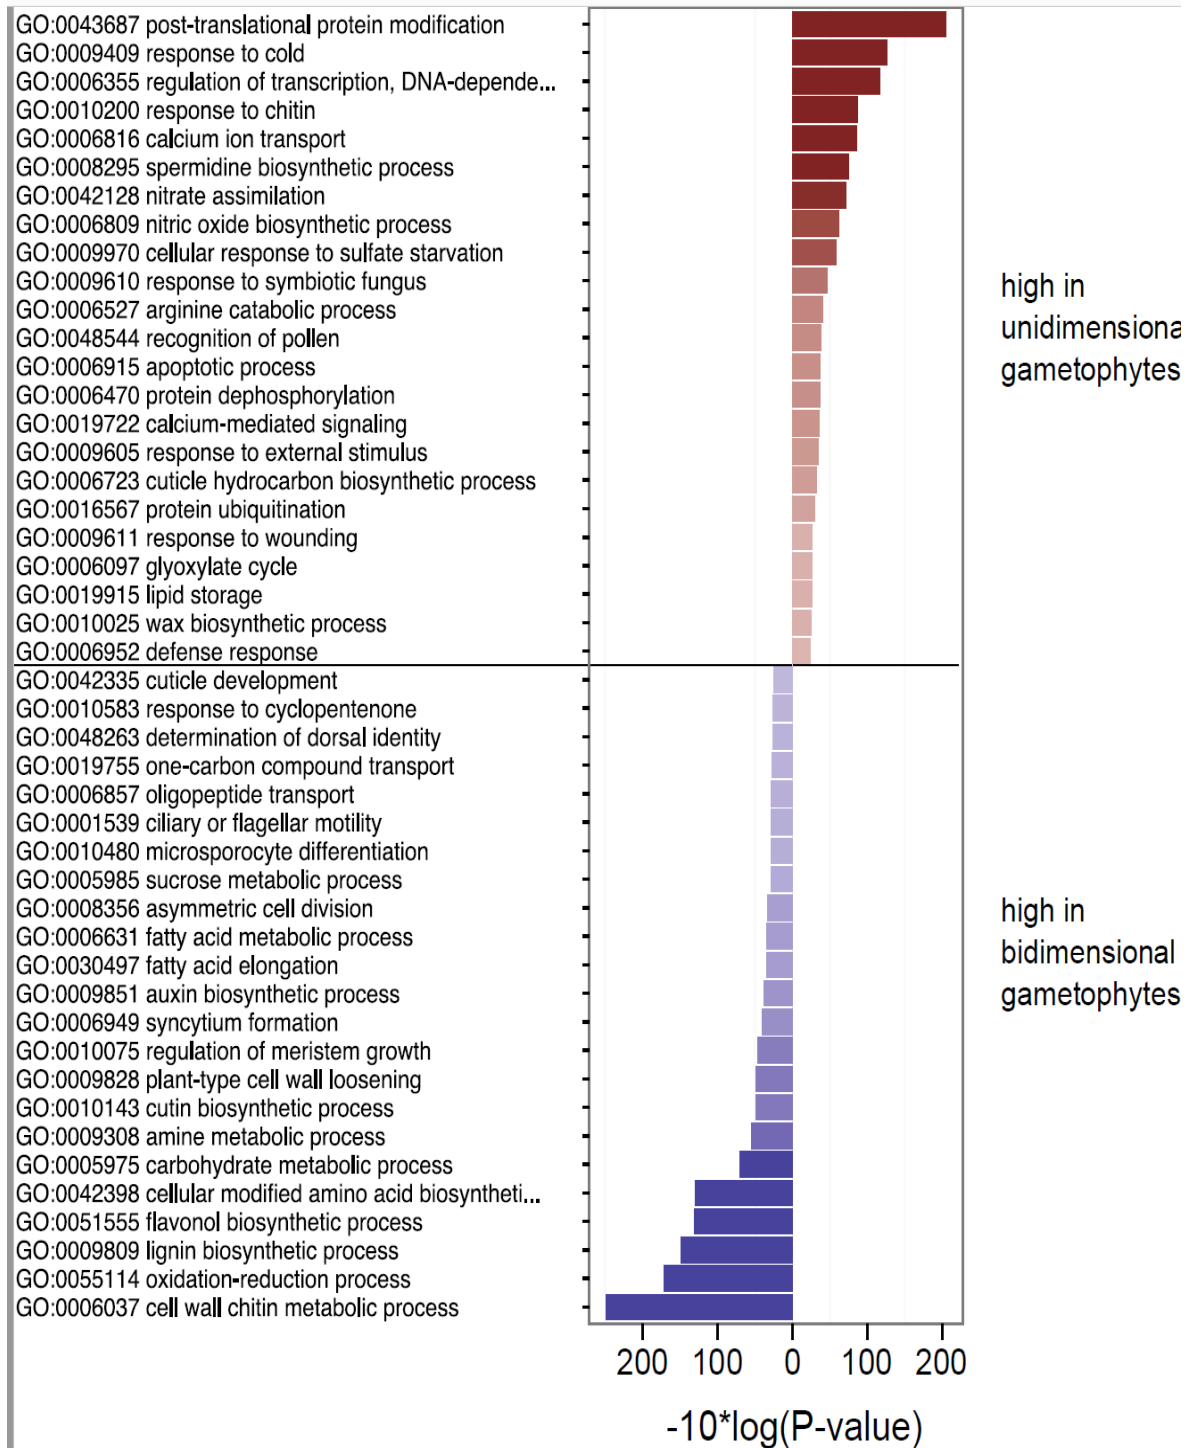 GO:0043687 post-translational protein modification
GO:0009409 response to cold
GO:0006355 regulation of transcription, DNA-depende...
GO:0010200 response to chitin
GO:0006816 calcium ion transport
GO:0008295 spermidine biosynthetic process
GO:0042128 nitrate assimilation
GO:0006809 nitric oxide biosynthetic process
GO:0009970 cellular response to sulfate starvation
GO:0009610 response to symbiotic fungus
GO:0006527 arginine catabolic process
GO:0048544 recognition of pollen
GO:0006915 apoptotic process
GO:0006470 protein dephosphorylation
GO:0019722 calcium-mediated signaling
GO:0009605 response to external stimulus
GO:0006723 cuticle hydrocarbon biosynthetic process
GO:0016567 protein ubiquitination
GO:0009611 response to wounding
GO:0006097 glyoxylate cycle
GO:0019915 lipid storage
GO:0010025 wax biosynthetic process
GO:0006952 defense response
GO:0042335 cuticle development
GO:0010583 response to cyclopentenone
GO:0048263 determination of dorsal identity
GO:0019755 one-carbon compound transport
GO:0006857 oligopeptide transport
GO:0001539 ciliary or flagellar motility
GO:0010480 microsporocyte differentiation
GO:0005985 sucrose metabolic process
GO:0008356 asymmetric cell division
GO:0006631 fatty acid metabolic process
GO:0030497 fatty acid elongation
GO:0009851 auxin biosynthetic process
GO:0006949 syncytium formation
GO:0010075 regulation of meristem growth
GO:0009828 plant-type cell wall loosening
GO:0010143 cutin biosynthetic process
GO:0009308 amine metabolic process
GO:0005975 carbohydrate metabolic process
GO:0042398 cellular modified amino acid biosyntheti...
GO:0051555 flavonol biosynthetic process
GO:0009809 lignin biosynthetic process
GO:0055114 oxidation-reduction process
GO:0006037 cell wall chitin metabolic process
high in
unidimensiona
gametophytes
high in
bidimensional
gametophytes
200 100 0 100 200
-10*log(P-value)